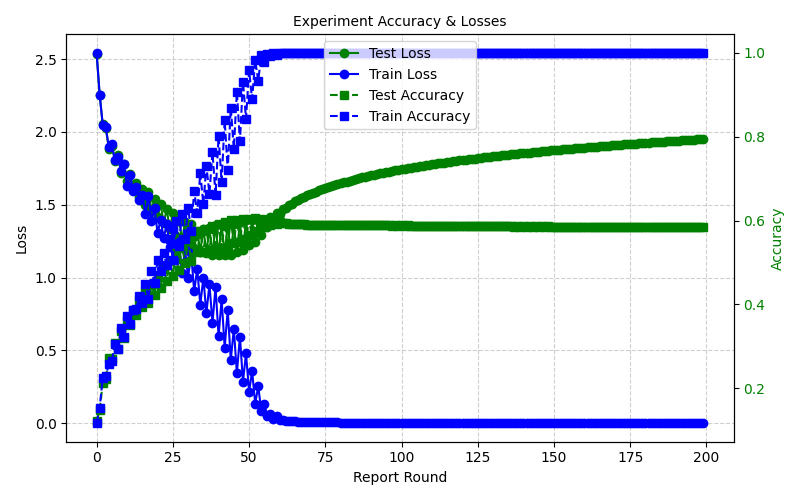 Experiment Accuracy & Losses
Test Loss
Train Loss
Test Accuracy
Train Accuracy
2.5
2.0
1.5
1.0
0.5
0.0
Loss
1.0
0.8
0.6
0.4
0.2
Accuracy
0 25 50 75 100 125 150 175 200
Report Round